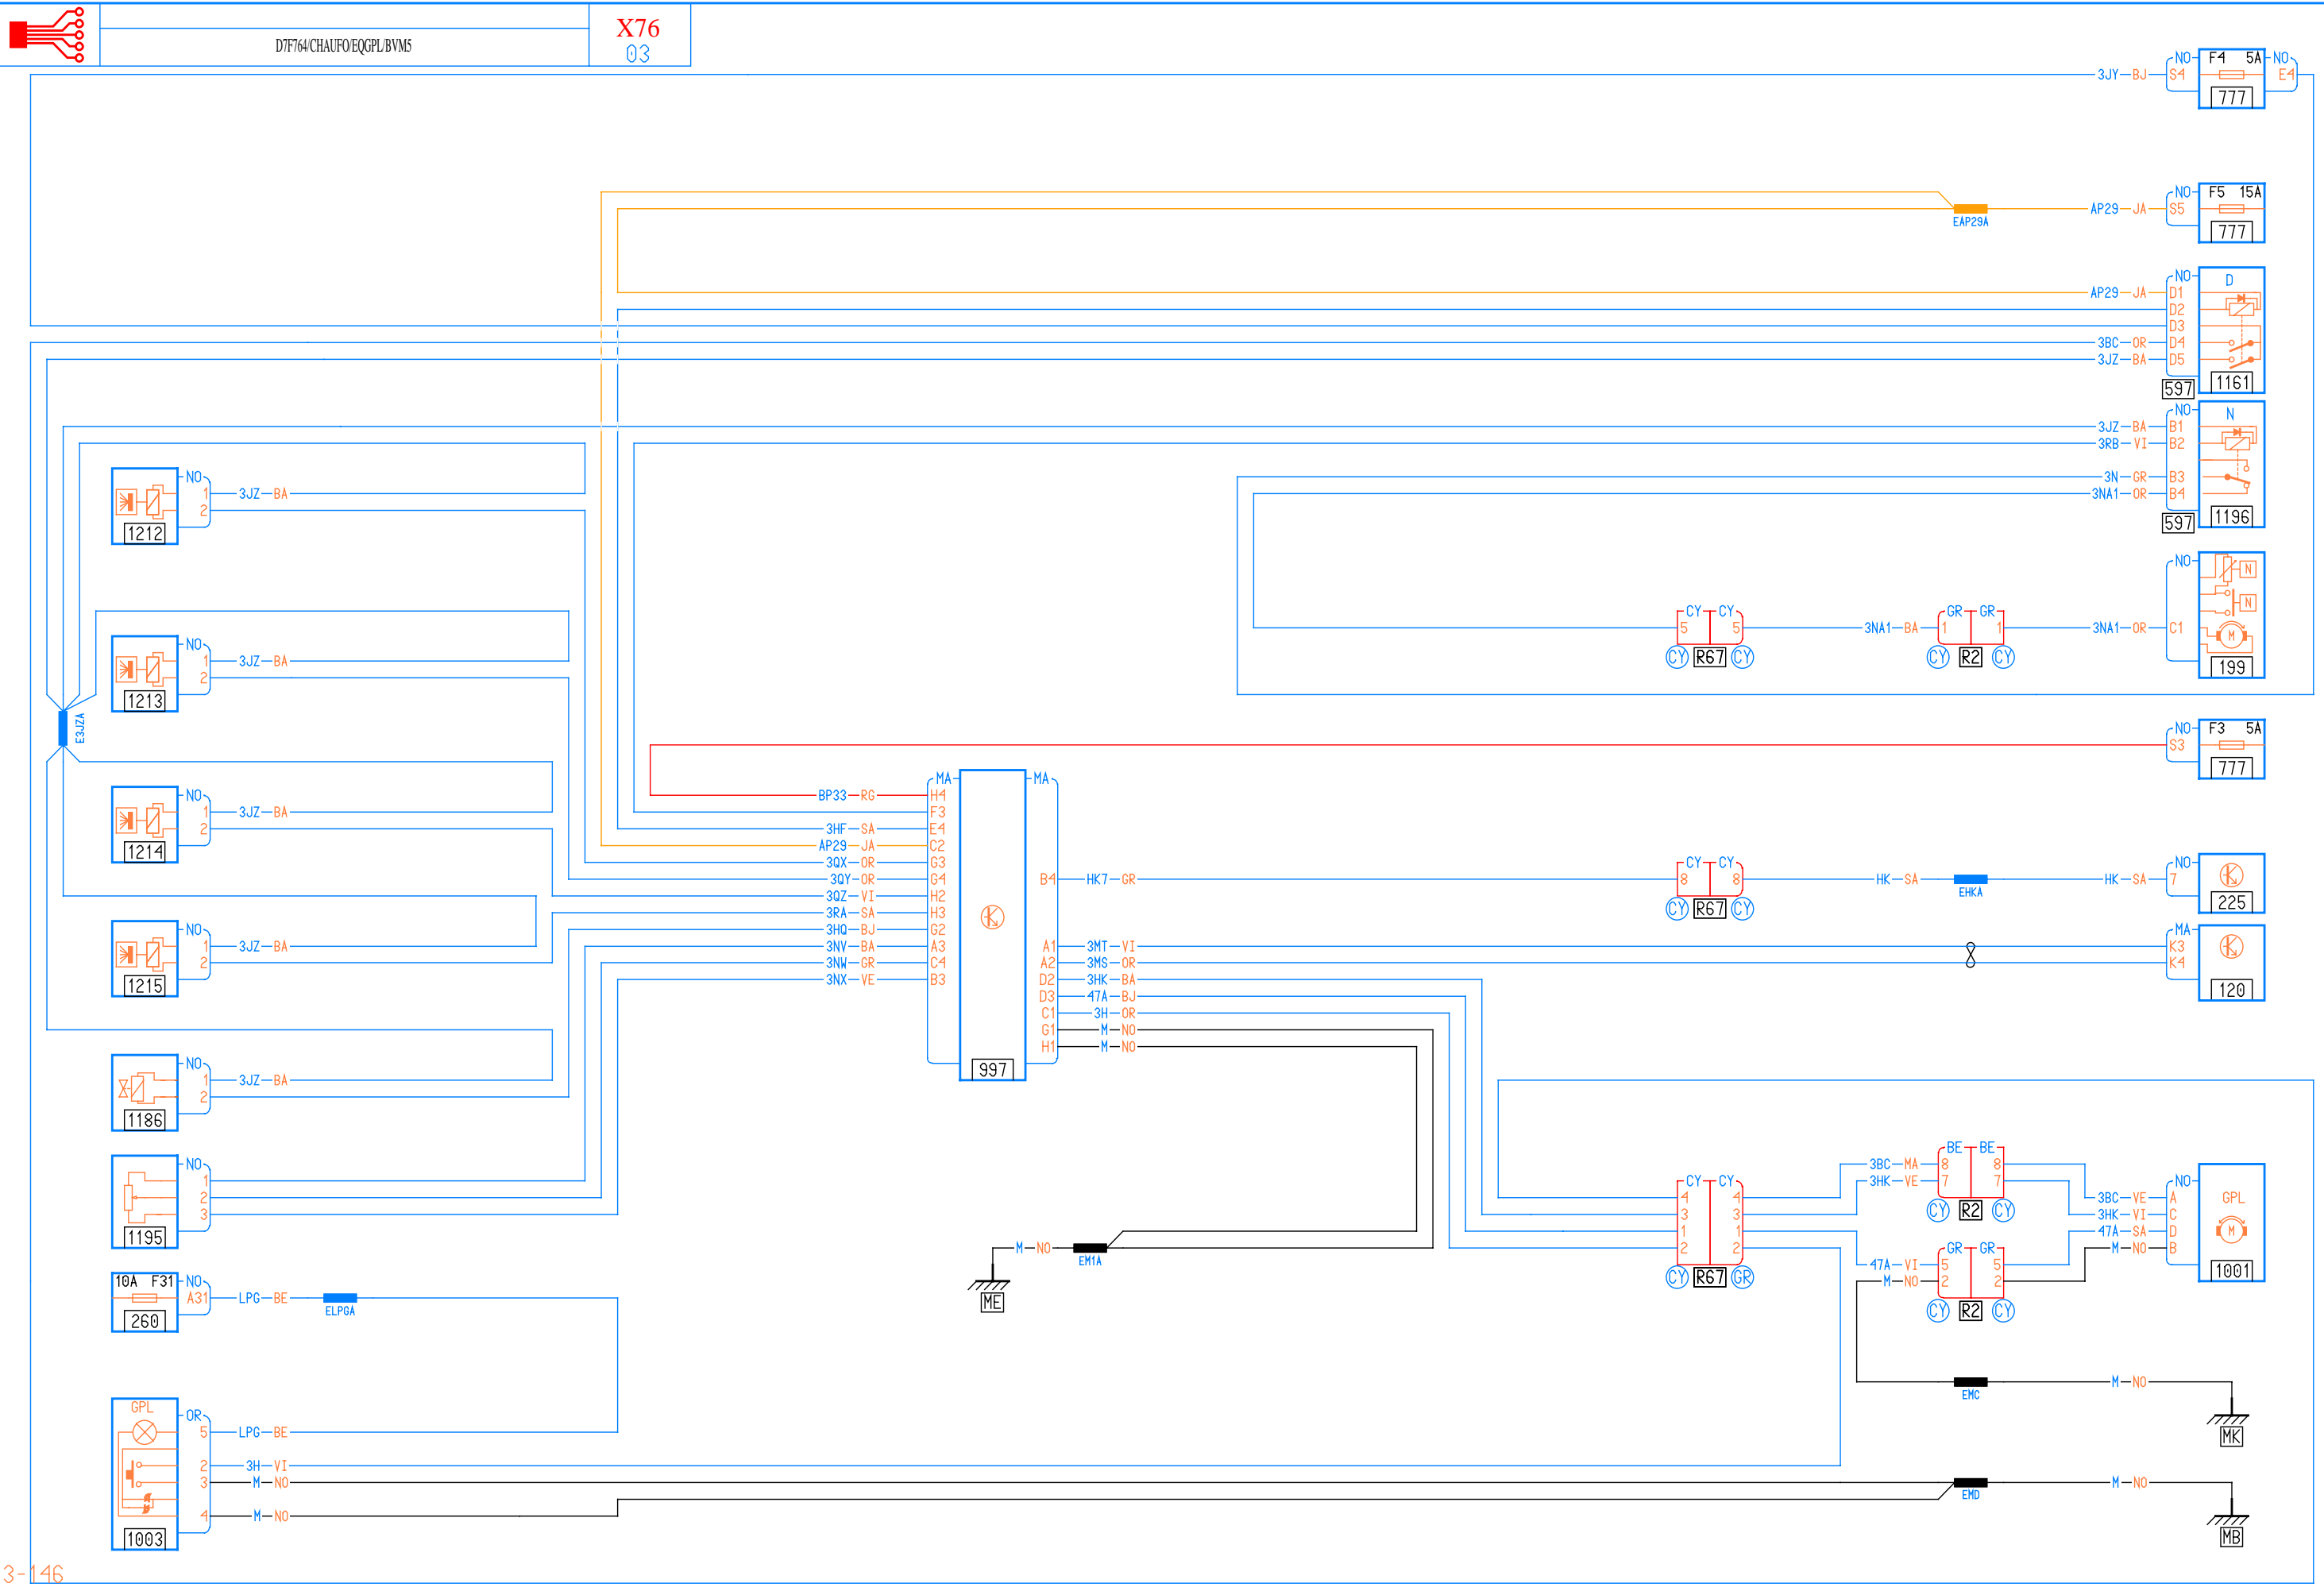 D7F764/CHAUFO/EQGPL/BVM5
X76
03
3JY BJ S4 NO F4 5A NO E4
777
EAP29A
AP29 JA S5 NO F5 15A
777
NO D
AP29 JA D1
D2
D3
3BC OR D4
3JZ BA D5
597 1161
NO N
3JZ BA B1
3RB VI B2
3N GR B3
3NA1 OR B4
597 1196
NO
1 3JZ BA
2
1212
NO
N
N
CY CY
5 5
CY R67 CY
3NA1 BA
GR GR
1 1
CY R2 CY
3NA1 OR C1
M
199
NO
1 3JZ BA
2
1213
E3JZA
NO F3 5A
S3
777
NO
1 3JZ BA
2
1214
MA MA
BP33 RG H4
F3
3HF SA E4
AP29 JA C2
3QX OR G3
3QY OR G4
3QZ VI H2
3RA SA H3
3HQ BJ G2
3NV BA A3
3NW GR C4
3NX VE B3
B4 HK7 GR
A1 3MT VI
A2 3MS OR
D2 3HK BA
D3 47A BJ
C1 3H OR
G1 M NO
H1 M NO
997
CY CY
8 8
CY R67 CY
HK SA
EHKA
HK SA 7
NO
225
MA
K3
K4
120
NO
1 3JZ BA
2
1215
NO
1 3JZ BA
2
1186
NO
1
2
3
1195
M NO
EM1A
ME
CY CY
4 4
3 3
1 1
2 2
CY R67 GR
3BC MA
3HK VE
BE BE
8 8
7 7
CY R2 CY
47A VI
M NO
GR GR
5 5
2 2
CY R2 CY
3BC VE A
3HK VI C
47A SA D
M NO B
NO
GPL
M
1001
10A F31 NO
A31 LPG BE
ELPGA
260
EMC
M NO
MK
GPL
OR
5 LPG BE
2 3H VI
3 M NO
4 M NO
1003
EMD
M NO
MB
3-146